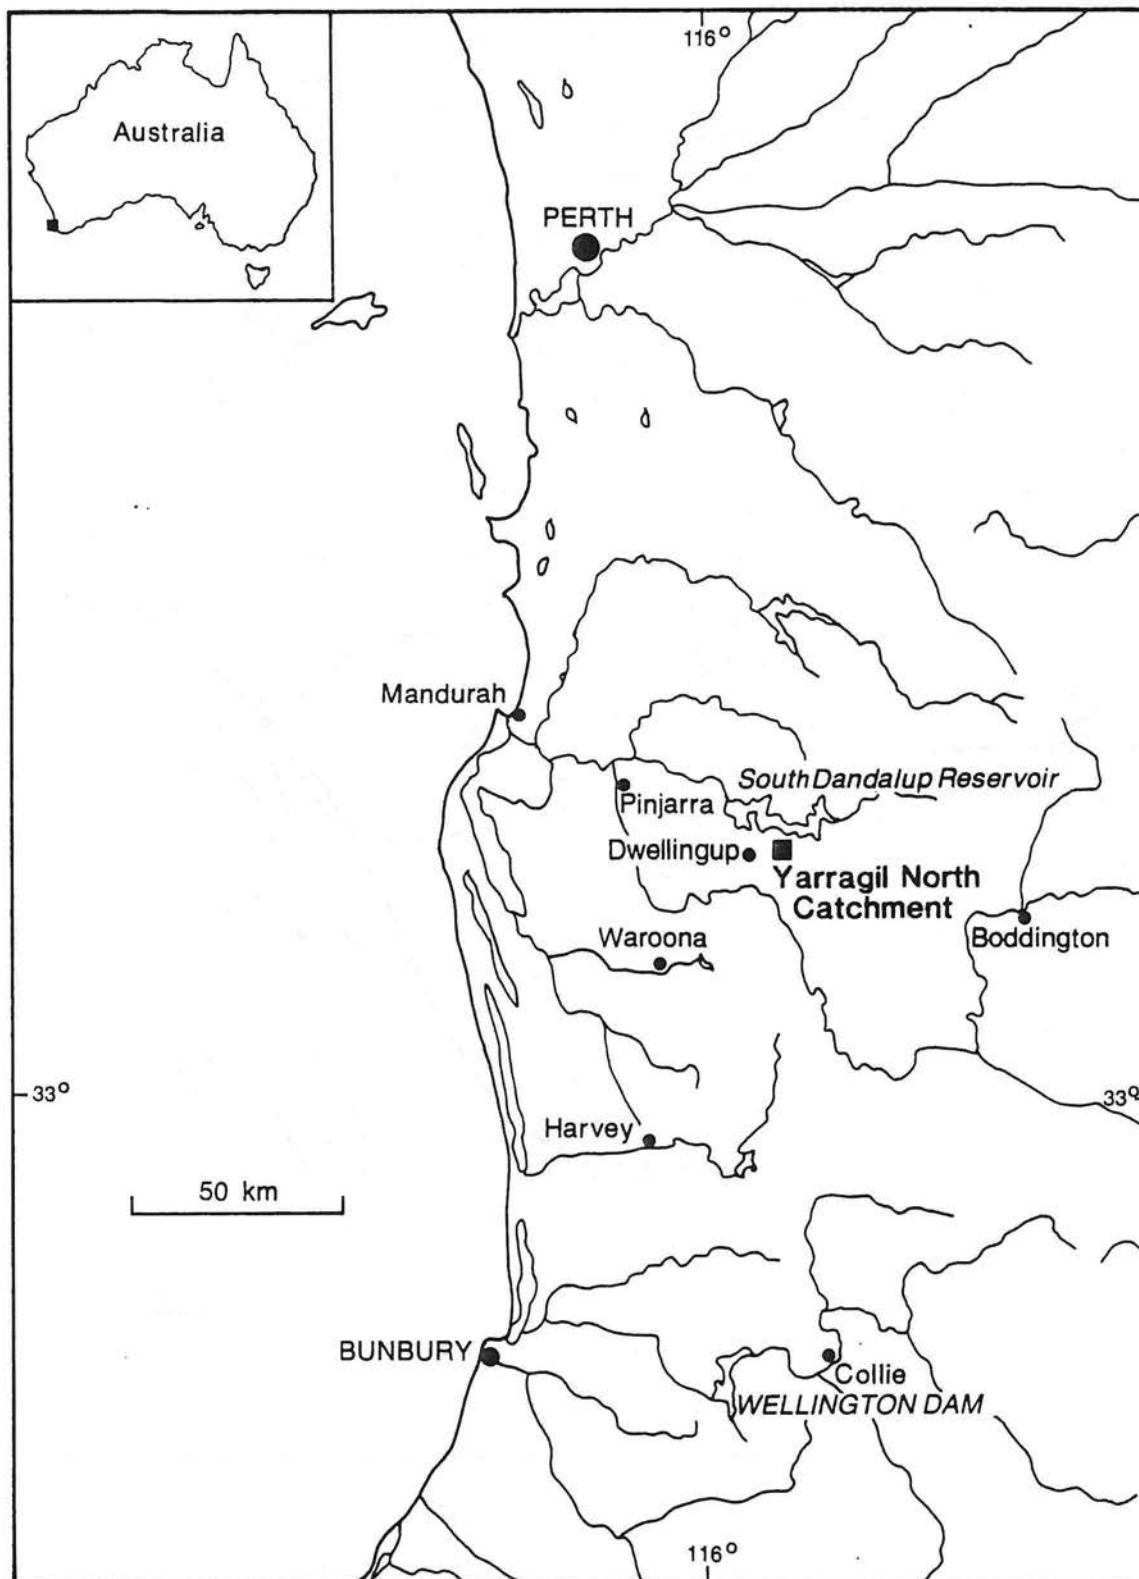 116°
Australia
PERTH
Mandurah
South Dandalup Reservoir
Pinjarra
Dwellingup
Yarragil North
Catchment
Waroona
Boddington
33°
33°
Harvey
50 km
BUNBURY
Collie
WELLINGTON DAM
116°